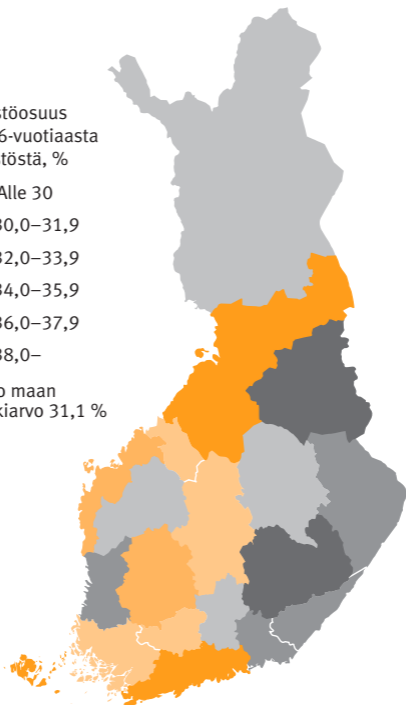 stöosuus
6-vuotiaasta
stöstä, %
Alle 30
30,0–31,9
32,0–33,9
34,0–35,9
36,0–37,9
38,0–
o maan
kiarvo 31,1 %